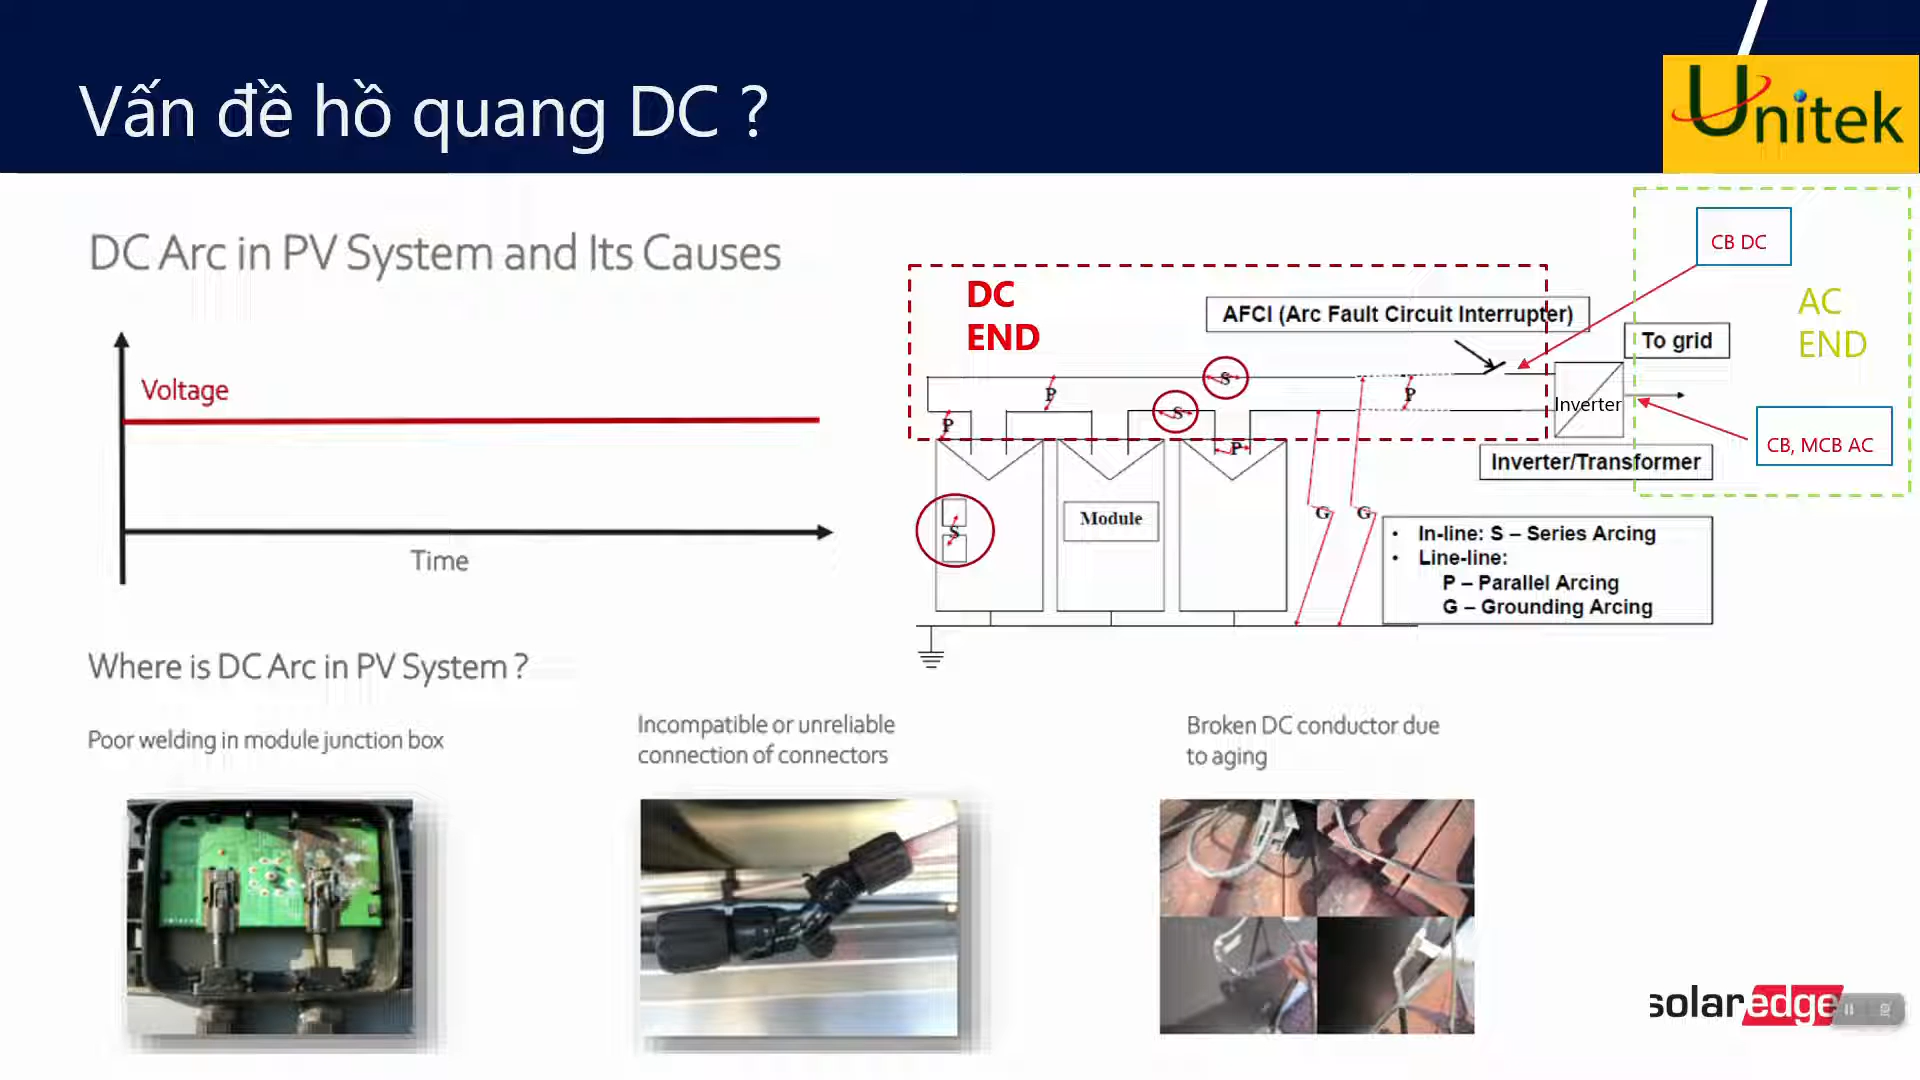 Vấn đề hồ quang DC ?
Unitek
DC Arc in PV System and Its Causes
Voltage
Time
DC
END
AFCI (Arc Fault Circuit Interrupter)
CB DC
AC
END
To grid
S
P
S
P
P
P
Inverter
CB, MCB AC
Inverter/Transformer
S
Module
G
G
• In-line: S – Series Arcing
• Line-line:
P – Parallel Arcing
G – Grounding Arcing
Where is DC Arc in PV System ?
Poor welding in module junction box
Incompatible or unreliable
connection of connectors
Broken DC conductor due
to aging
solaredge